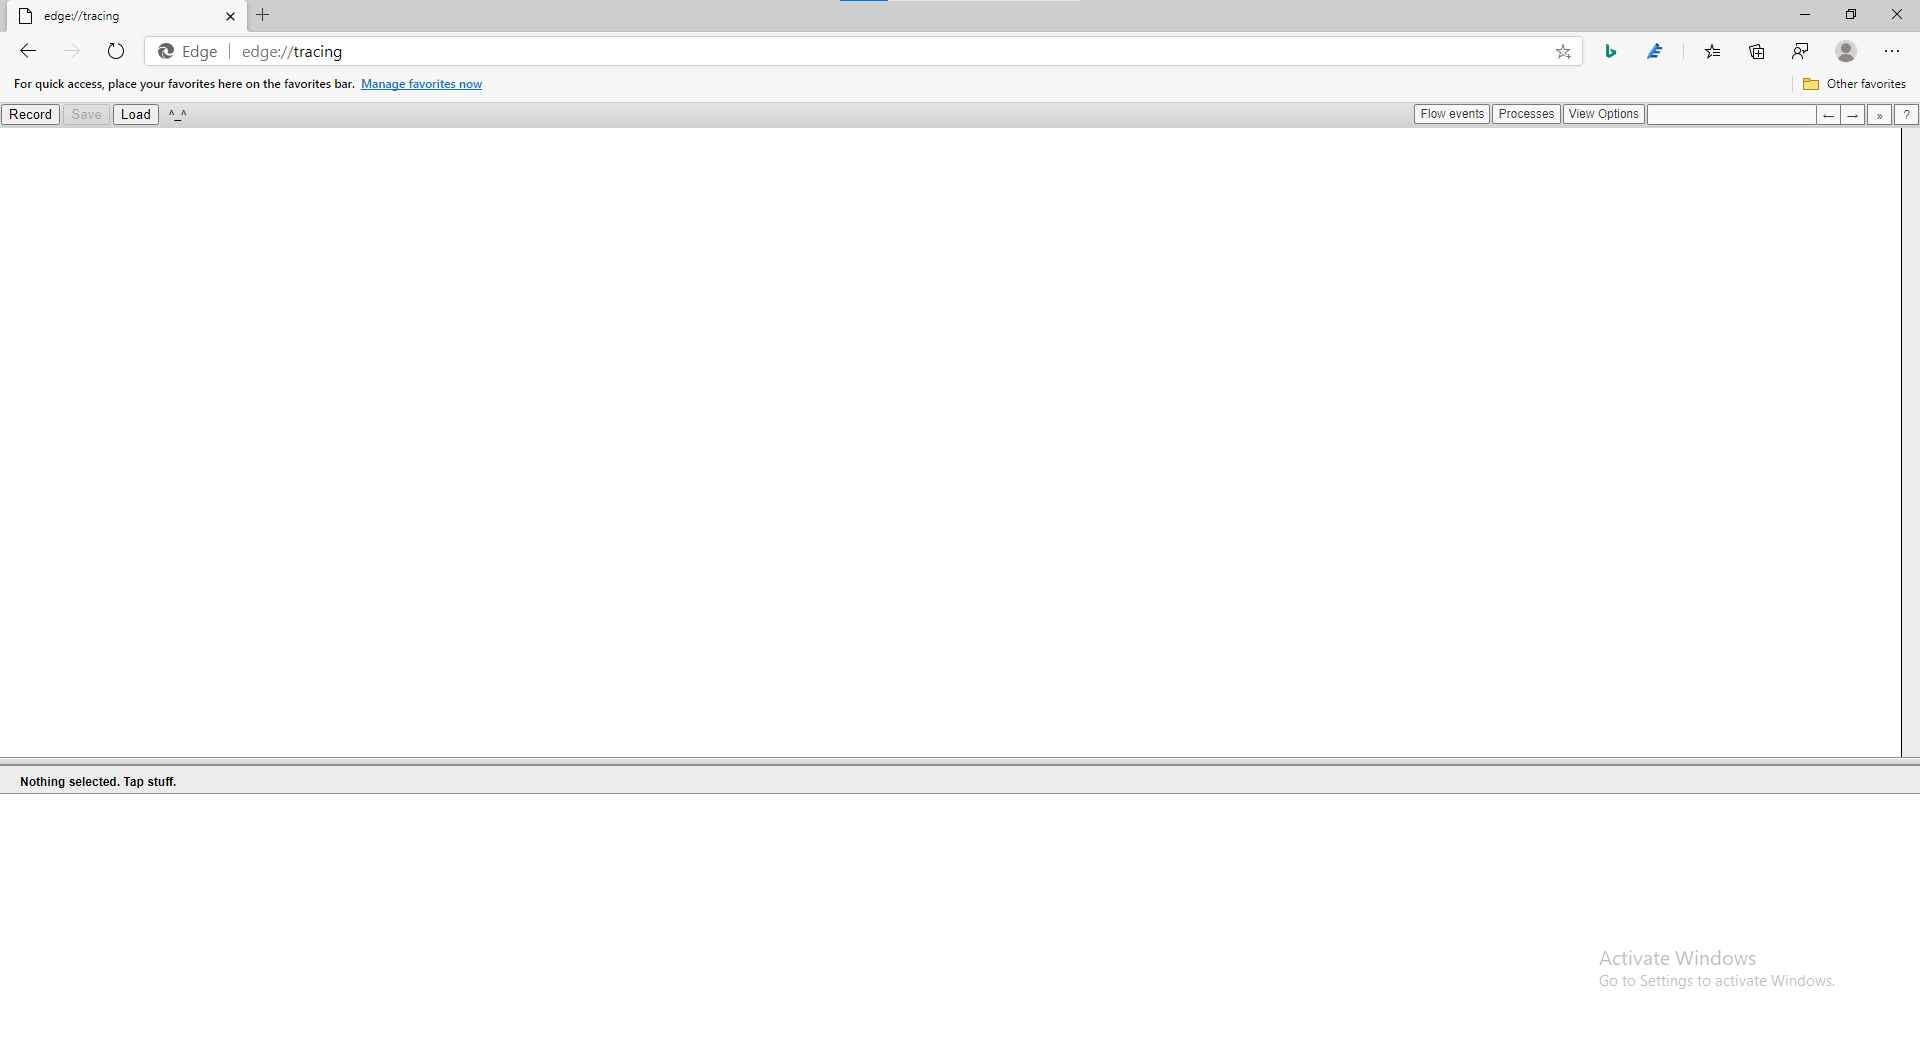 edge://tracing
Edge | edge://tracing
For quick access, place your favorites here on the favorites bar. Manage favorites now
Other favorites
Record Save Load ^_^ Flow events Processes View Options ← → » ?
Nothing selected. Tap stuff.
Activate Windows
Go to Settings to activate Windows.